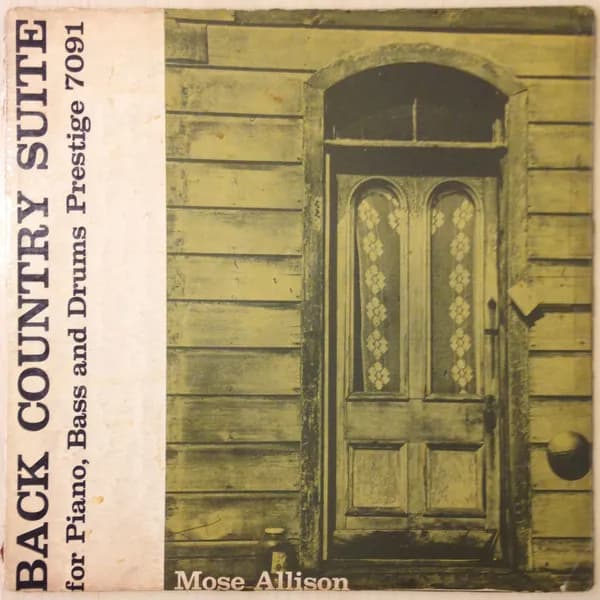 BACK COUNTRY SUITE
for Piano, Bass and Drums Prestige 7091
Mose Allison